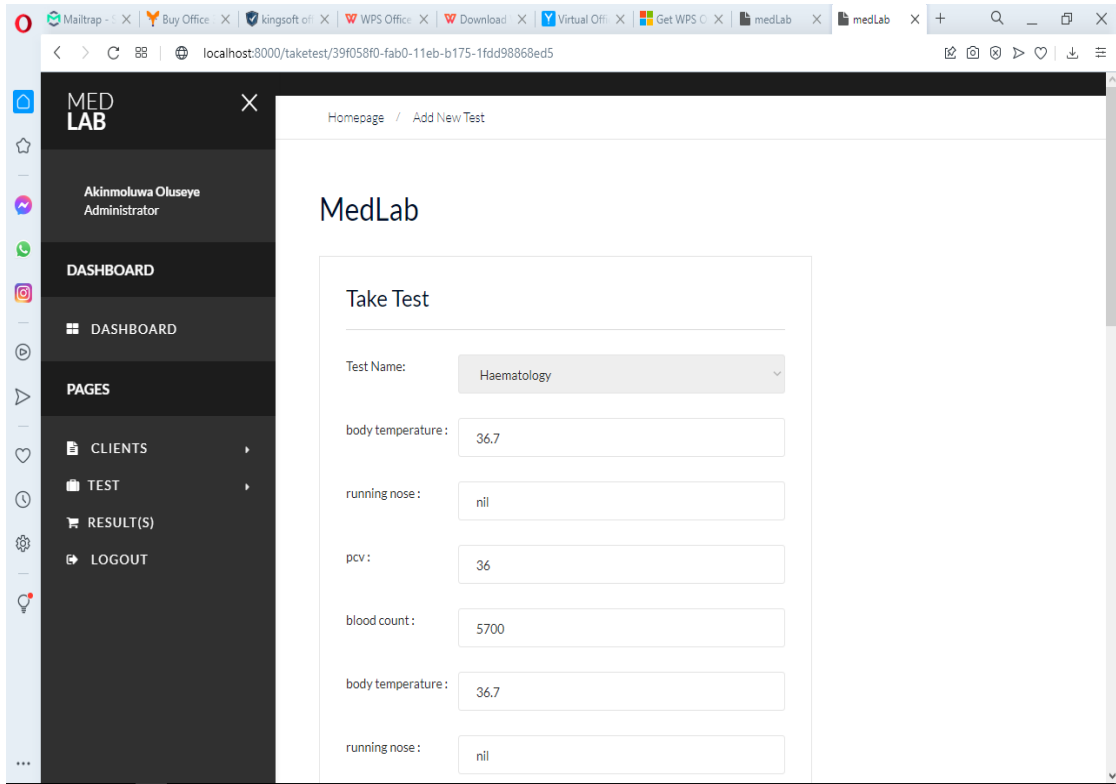 Mailtrap - 
Buy Office
kingsoft off
WPS Office
Download
Virtual Offi
Get WPS O
medLab
medLab
localhost:8000/taketest/39f058f0-fab0-11eb-b175-1fdd98868ed5
MED
LAB
Homepage / Add New Test
Akinmoluwa Oluseye
Administrator
MedLab
DASHBOARD
DASHBOARD
PAGES
CLIENTS
TEST
RESULT(S)
LOGOUT
Take Test
Test Name: Haematology
body temperature : 36.7
running nose : nil
pcv : 36
blood count : 5700
body temperature : 36.7
running nose : nil